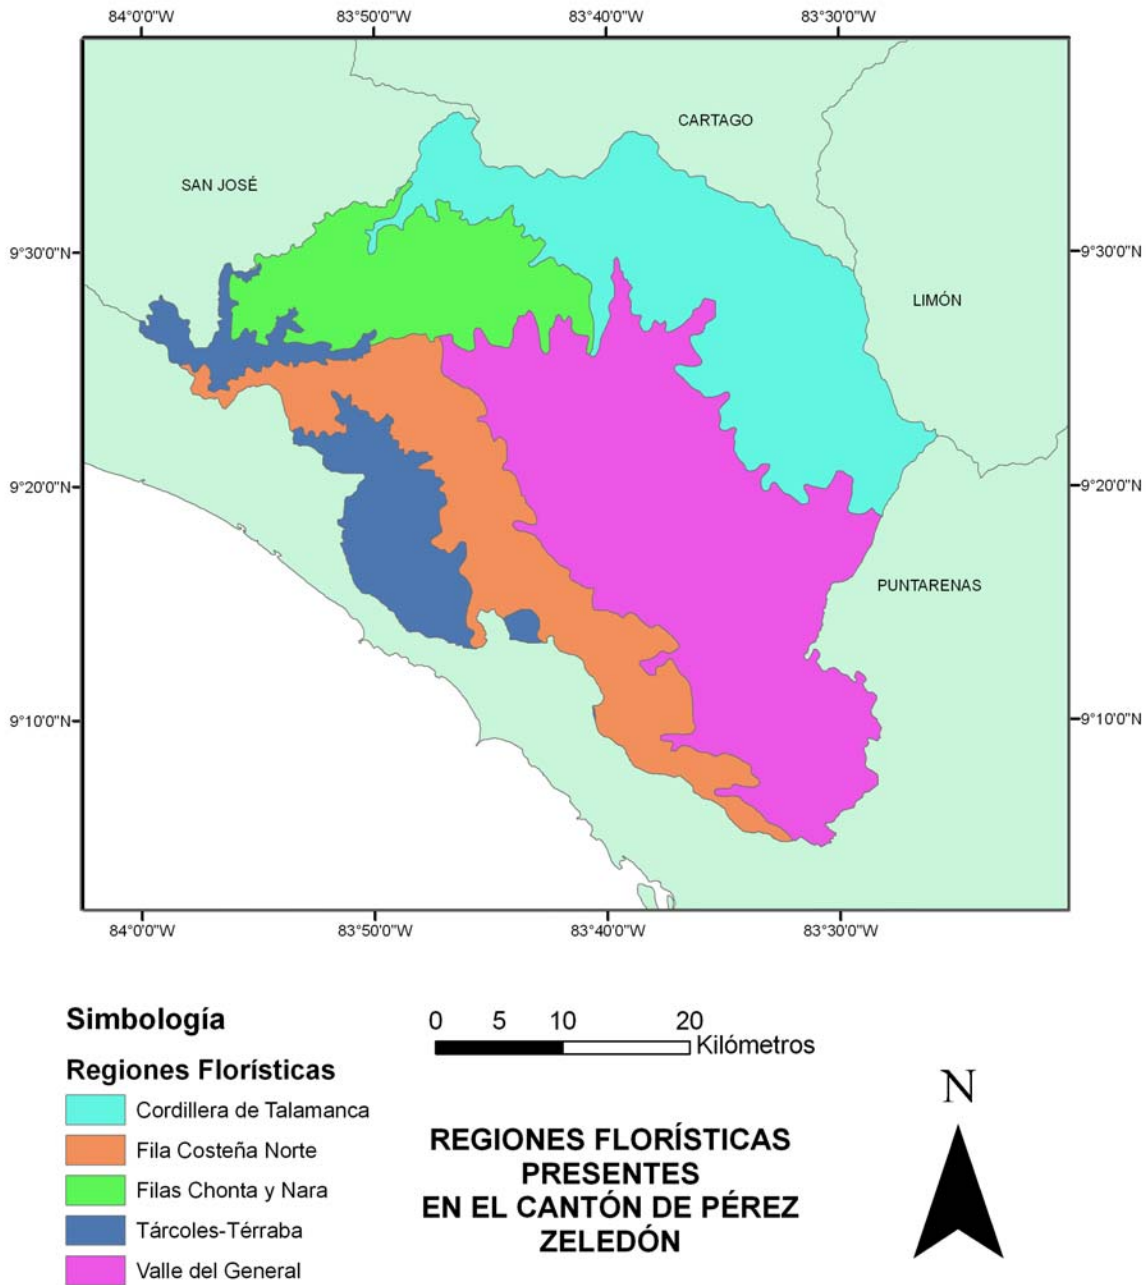 84°0'0"W 83°50'0"W 83°40'0"W 83°30'0"W
CARTAGO
SAN JOSÉ
9°30'0"N 9°30'0"N
LIMÓN
9°20'0"N 9°20'0"N
PUNTARENAS
9°10'0"N 9°10'0"N
84°0'0"W 83°50'0"W 83°40'0"W 83°30'0"W
Simbología
Regiones Florísticas
Cordillera de Talamanca
Fila Costeña Norte
Filas Chonta y Nara
Tárcoles-Térraba
Valle del General
0 5 10 20
Kilómetros
REGIONES FLORÍSTICAS
PRESENTES
EN EL CANTÓN DE PÉREZ
ZELEDÓN
N